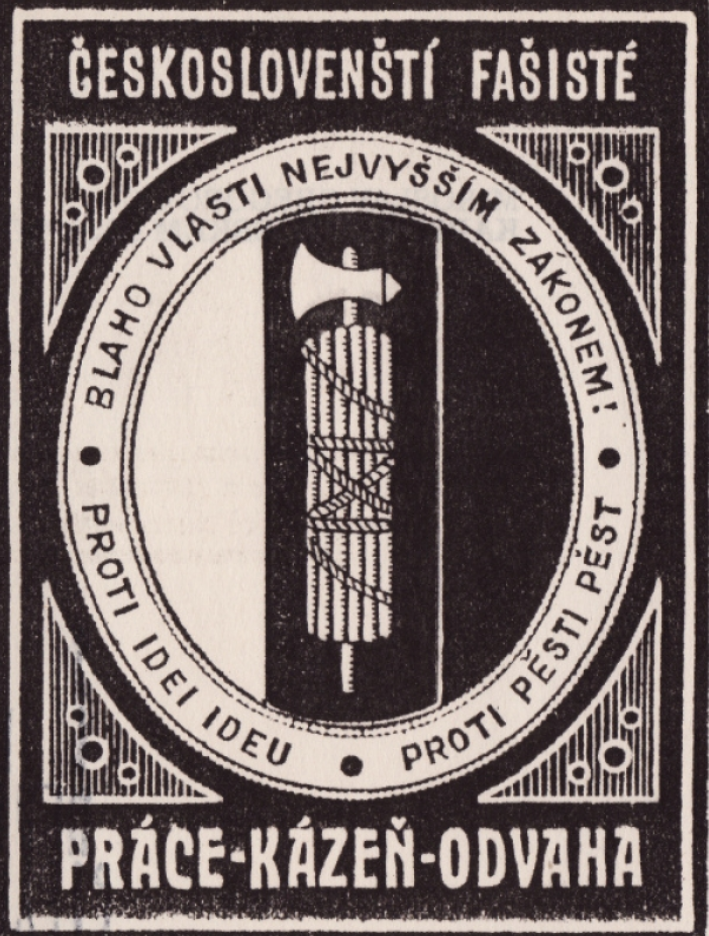 ČESKOSLOVENŠTÍ FAŠISTÉ
BLAHO VLASTI NEJVYŠŠÍM ZÁKONEM!
PROTI IDEI IDEU • PROTI PĚSTI PĚST
PRÁCE-KÁZEŇ-ODVAHA